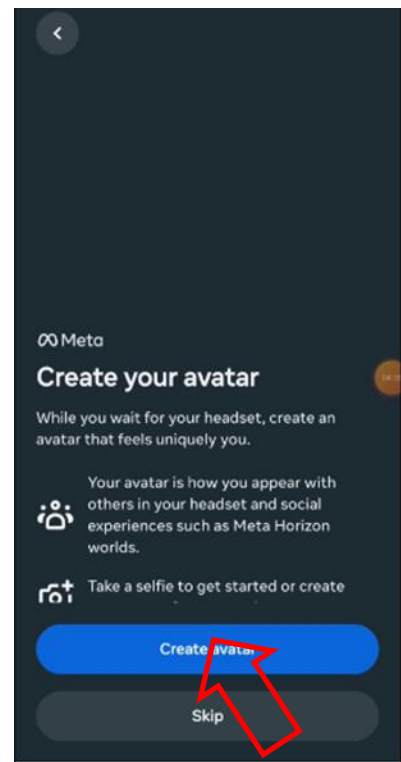 Meta
Create your avatar
While you wait for your headset, create an
avatar that feels uniquely you.
Your avatar is how you appear with
others in your headset and social
experiences such as Meta Horizon
worlds.
Take a selfie to get started or create
Create avatar
Skip